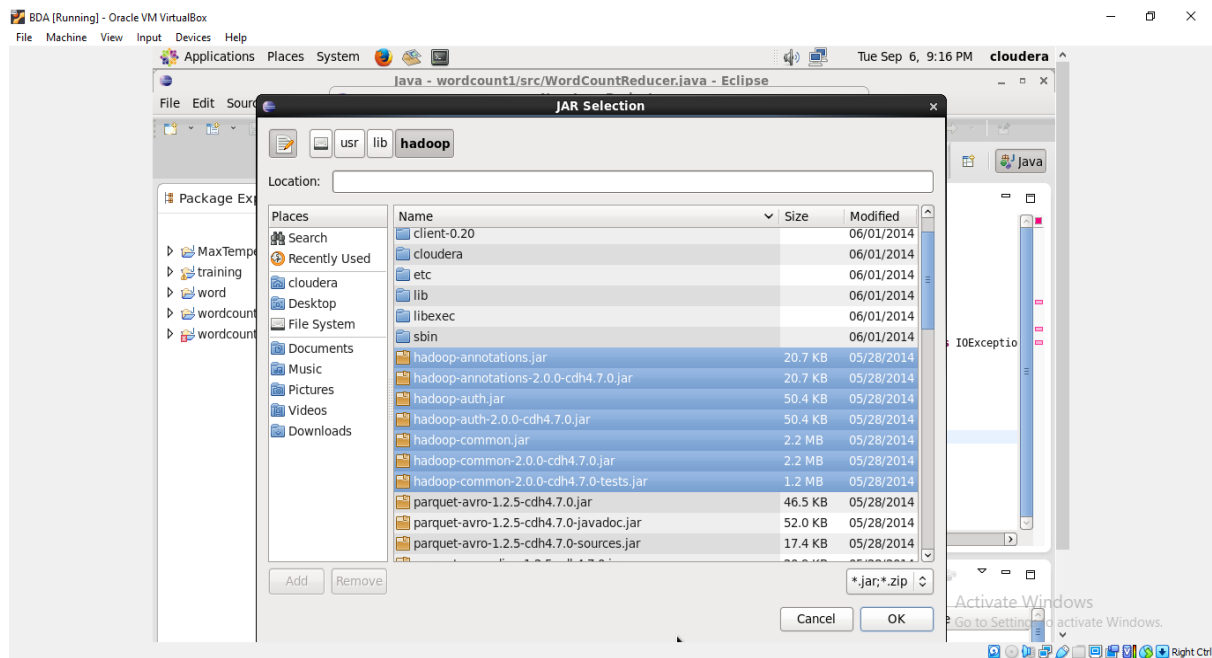 BDA [Running] - Oracle VM VirtualBox
File Machine View Input Devices Help
Applications Places System Tue Sep 6, 9:16 PM cloudera
Java - wordcount1/src/WordCountReducer.java - Eclipse
File Edit
JAR Selection
usr lib hadoop
Java
Location:
Package
Places Name Size Modified
Search client-0.20 06/01/2014
Recently Used cloudera 06/01/2014
etc 06/01/2014
cloudera lib 06/01/2014
Desktop libexec 06/01/2014
File System sbin 06/01/2014
Documents hadoop-annotations.jar 20.7 KB 05/28/2014
Music hadoop-annotations-2.0.0-cdh4.7.0.jar 20.7 KB 05/28/2014
Pictures hadoop-auth.jar 50.4 KB 05/28/2014
Videos hadoop-auth-2.0.0-cdh4.7.0.jar 50.4 KB 05/28/2014
Downloads hadoop-common.jar 2.2 MB 05/28/2014
hadoop-common-2.0.0-cdh4.7.0.jar 2.2 MB 05/28/2014
hadoop-common-2.0.0-cdh4.7.0-tests.jar 1.2 MB 05/28/2014
parquet-avro-1.2.5-cdh4.7.0.jar 46.5 KB 05/28/2014
parquet-avro-1.2.5-cdh4.7.0-javadoc.jar 52.0 KB 05/28/2014
parquet-avro-1.2.5-cdh4.7.0-sources.jar 17.4 KB 05/28/2014
MaxTempe
training
word
wordcount
wordcount
IOExceptio
Add Remove *.jar;*.zip
Cancel OK
Activate Windows
Go to Settings to activate Windows.
Right Ctrl